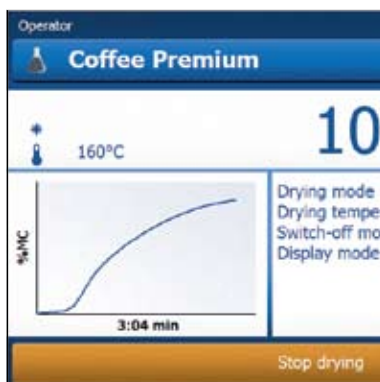 Operator
Coffee Premium
10
160°C
Drying mode
Drying tempe
Switch-off mo
Display mode
%MC
3:04 min
Stop drying